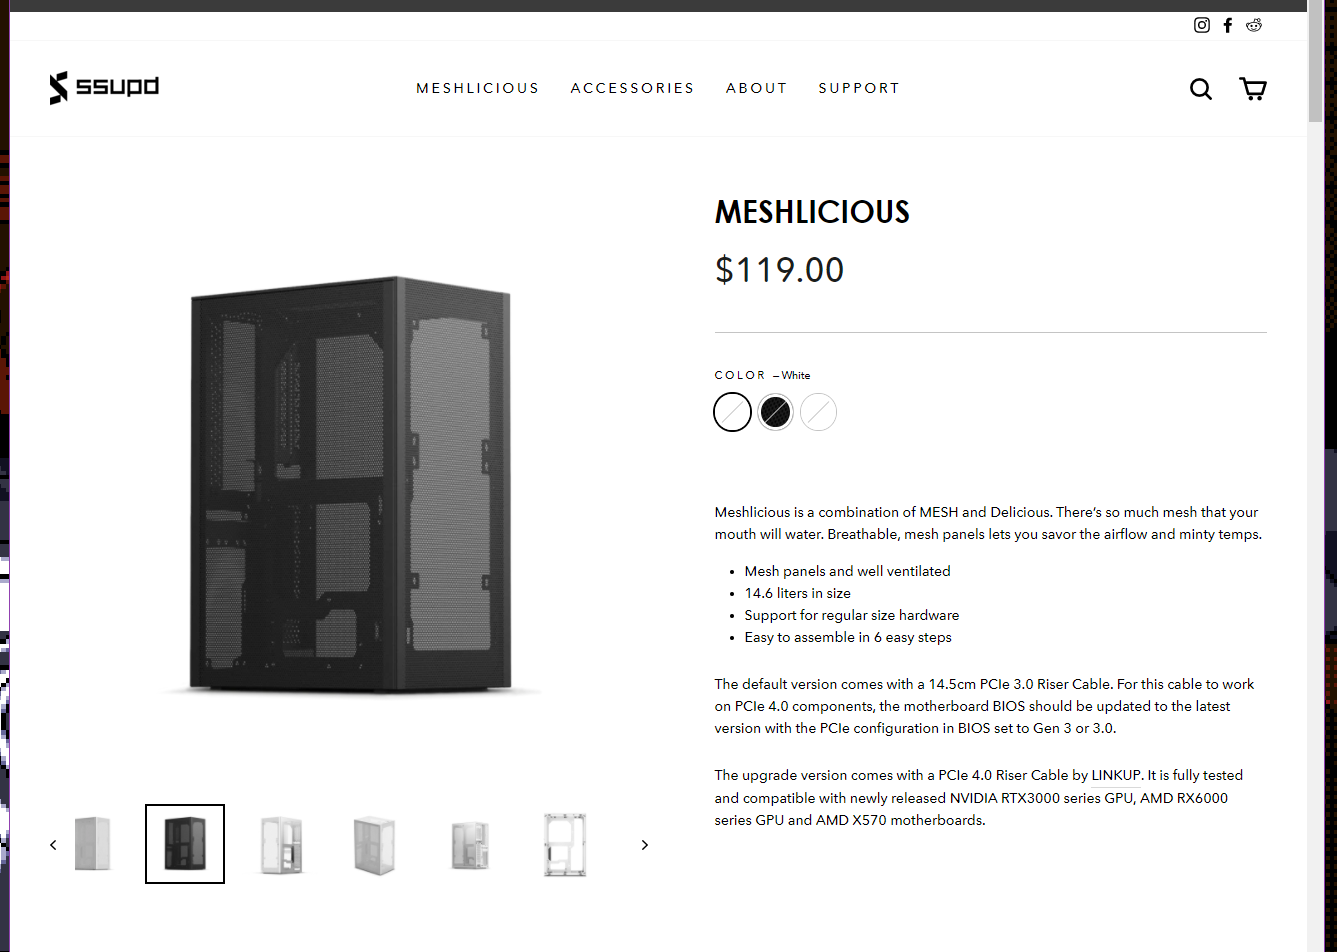 ssupd
MESHLICIOUS ACCESSORIES ABOUT SUPPORT
MESHLICIOUS
$119.00
COLOR —White
Meshlicious is a combination of MESH and Delicious. There's so much mesh that your
mouth will water. Breathable, mesh panels lets you savor the airflow and minty temps.
• Mesh panels and well ventilated
• 14.6 liters in size
• Support for regular size hardware
• Easy to assemble in 6 easy steps
The default version comes with a 14.5cm PCIe 3.0 Riser Cable. For this cable to work
on PCIe 4.0 components, the motherboard BIOS should be updated to the latest
version with the PCIe configuration in BIOS set to Gen 3 or 3.0.
The upgrade version comes with a PCIe 4.0 Riser Cable by LINKUP. It is fully tested
and compatible with newly released NVIDIA RTX3000 series GPU, AMD RX6000
series GPU and AMD X570 motherboards.